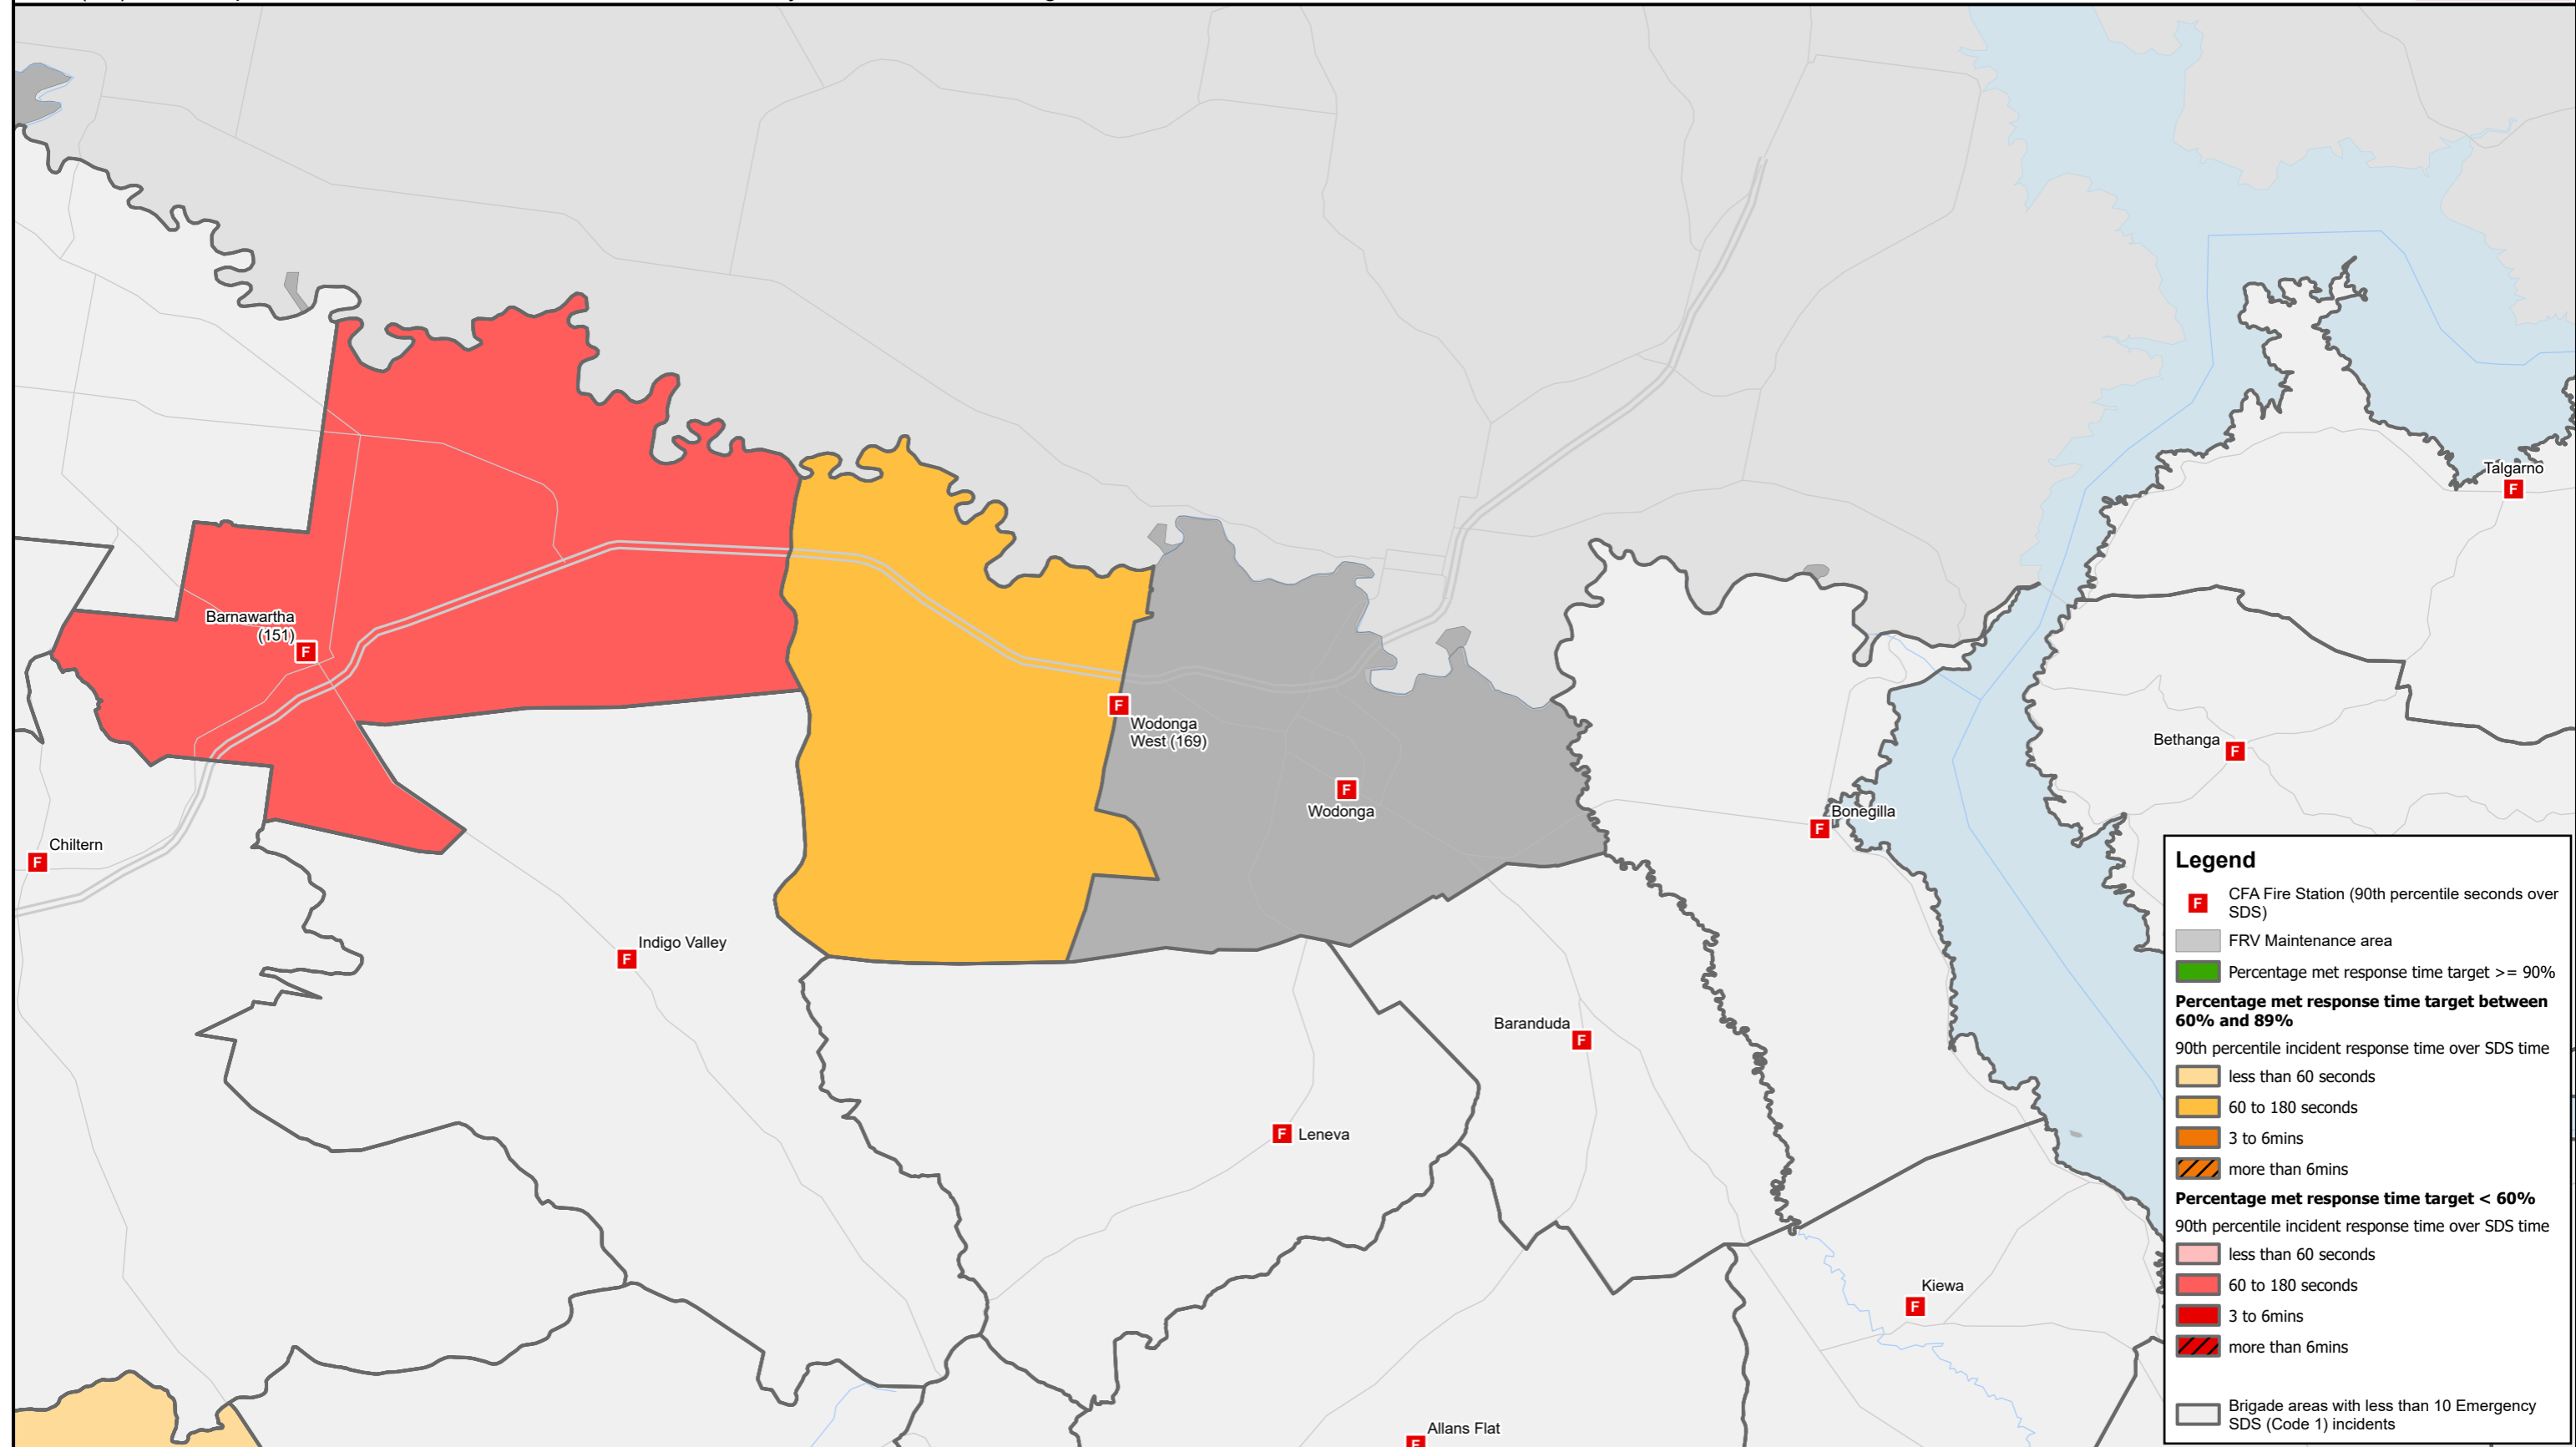 Talgarno
F
Barnawartha
(151)
F
F
Wodonga
West (169)
Bethanga
F
F
Wodonga
Bonegilla
F
Chiltern
F
Indigo Valley
F
Baranduda
F
F
Leneva
Kiewa
F
Allans Flat
F
Legend
F
CFA Fire Station (90th percentile seconds over
SDS)
FRV Maintenance area
Percentage met response time target >= 90%
Percentage met response time target between
60% and 89%
90th percentile incident response time over SDS time
less than 60 seconds
60 to 180 seconds
3 to 6mins
more than 6mins
Percentage met response time target < 60%
90th percentile incident response time over SDS time
less than 60 seconds
60 to 180 seconds
3 to 6mins
more than 6mins
Brigade areas with less than 10 Emergency
SDS (Code 1) incidents